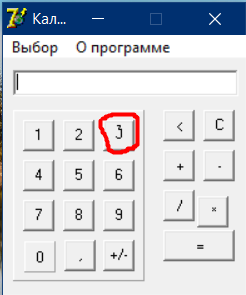 Кал...
Выбор О программе
1 2 3 < C
4 5 6 + -
7 8 9 / *
0 , +/- =